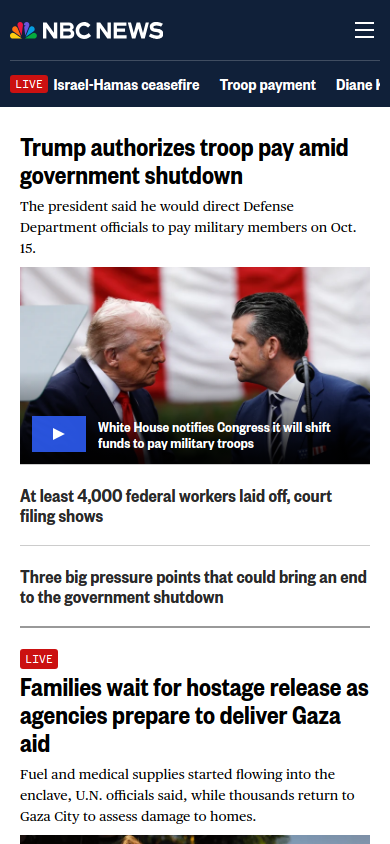 NBC NEWS
LIVE Israel-Hamas ceasefire Troop payment Diane
Trump authorizes troop pay amid
government shutdown
The president said he would direct Defense
Department officials to pay military members on Oct.
15.
White House notifies Congress it will shift
funds to pay military troops
At least 4,000 federal workers laid off, court
filing shows
Three big pressure points that could bring an end
to the government shutdown
LIVE
Families wait for hostage release as
agencies prepare to deliver Gaza
aid
Fuel and medical supplies started flowing into the
enclave, U.N. officials said, while thousands return to
Gaza City to assess damage to homes.